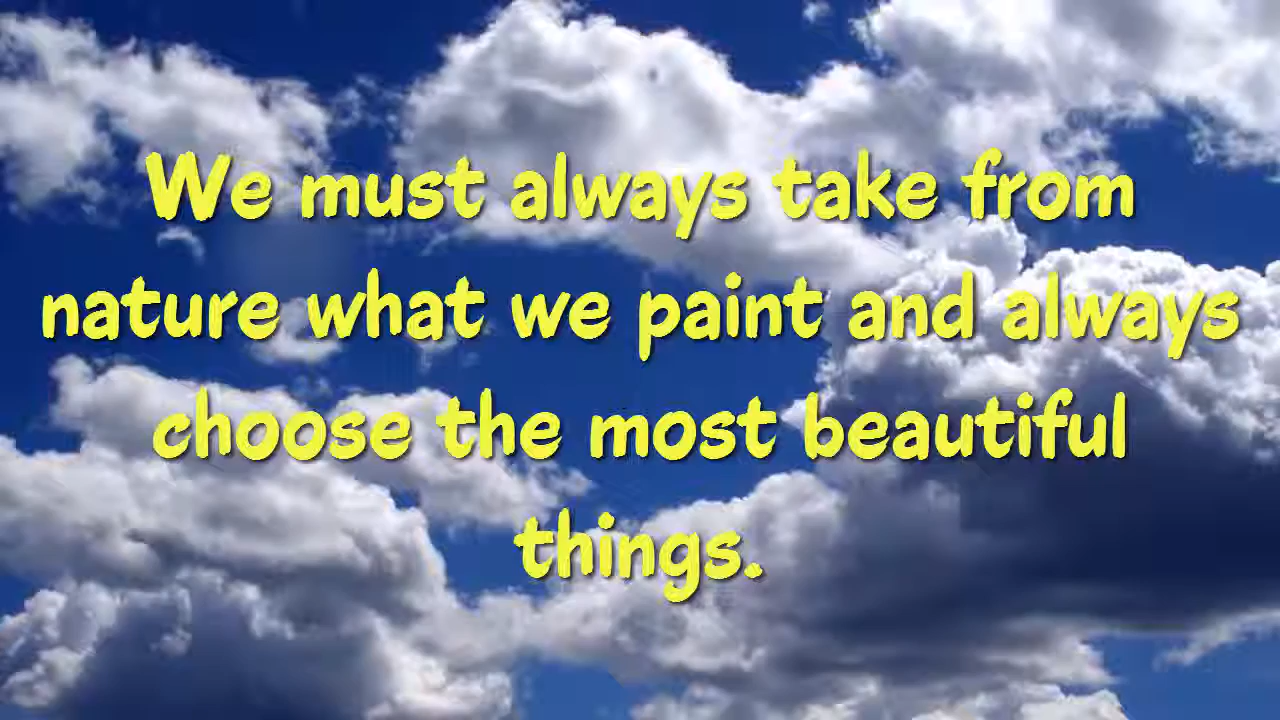 We must always take from
nature what we paint and always
choose the most beautiful
things.